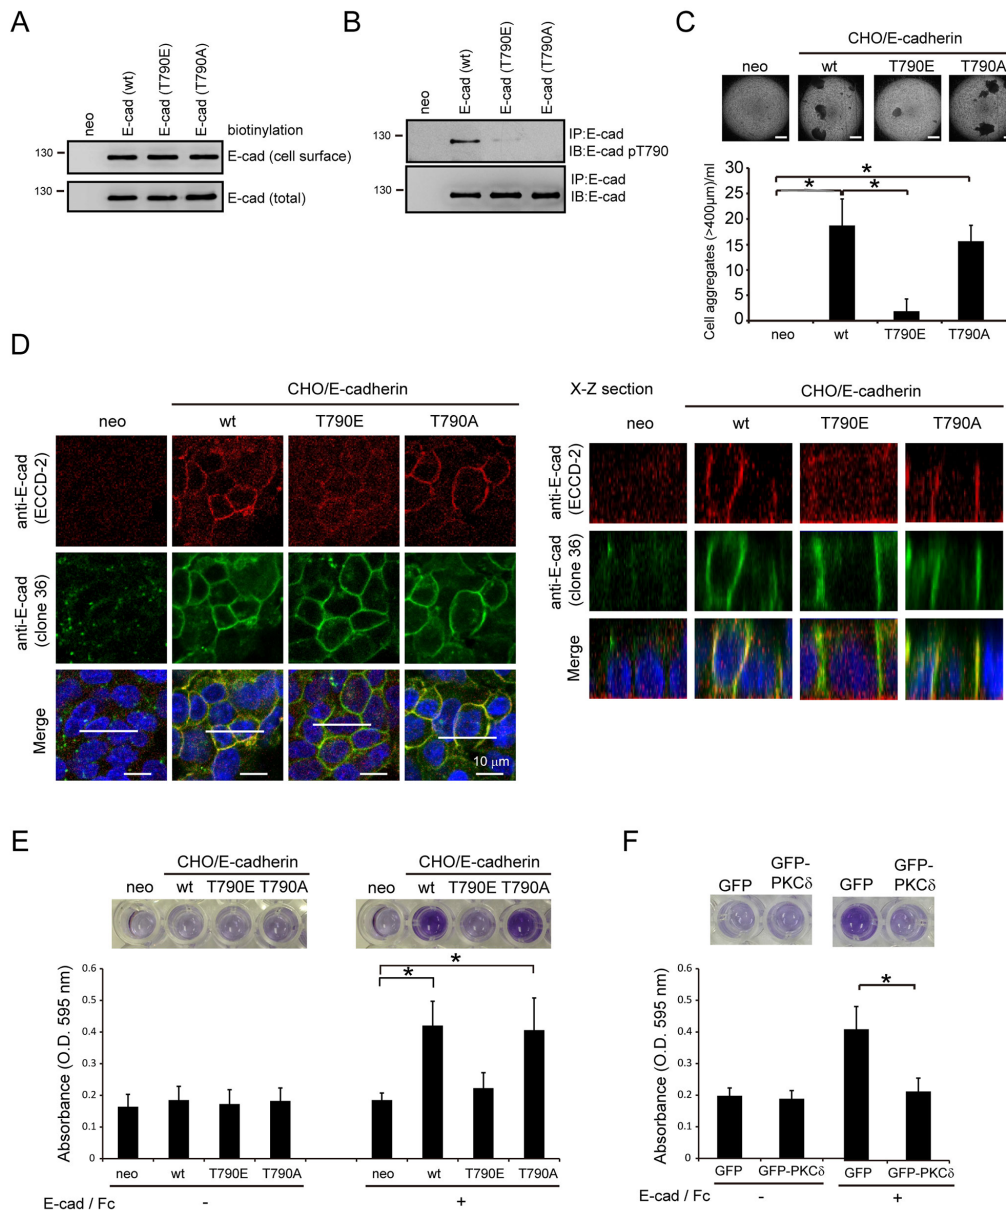 A
neo
E-cad (wt)
E-cad (T790E)
E-cad (T790A)
biotinylation
130
E-cad (cell surface)
130
E-cad (total)
B
neo
E-cad (wt)
E-cad (T790E)
E-cad (T790A)
130
IP:E-cad
IB:E-cad pT790
130
IP:E-cad
IB:E-cad
C
CHO/E-cadherin
neo wt T790E T790A
Cell aggregates (>400μm)/ml
30
25
20
15
10
5
0
* * *
neo wt T790E T790A
D
CHO/E-cadherin
neo wt T790E T790A
anti-E-cad
(ECCD-2)
anti-E-cad
(clone 36)
Merge
10 μm
X-Z section CHO/E-cadherin
neo wt T790E T790A
anti-E-cad
(ECCD-2)
anti-E-cad
(clone 36)
Merge
E
CHO/E-cadherin CHO/E-cadherin
neo wt T790E T790A neo wt T790E T790A
Absorbance (O.D. 595 nm)
0.6
0.5
0.4
0.3
0.2
0.1
0
* *
neo wt T790E T790A neo wt T790E T790A
E-cad / Fc - +
F
GFP GFP-PKCδ GFP GFP-PKCδ
Absorbance (O.D. 595 nm)
0.6
0.5
0.4
0.3
0.2
0.1
0
*
GFP GFP-PKCδ GFP GFP-PKCδ
E-cad / Fc - +